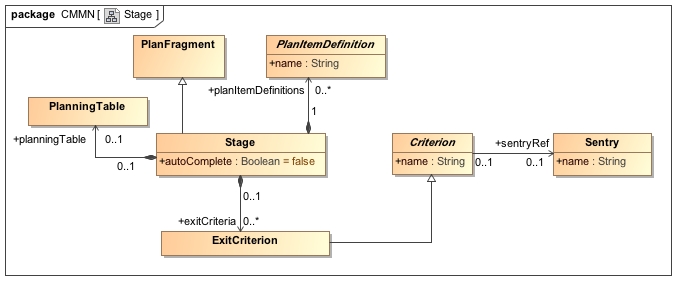 package CMMN [ Stage ]
PlanFragment
PlanItemDefinition
+name : String
+planItemDefinitions
0..*
1
PlanningTable
+planningTable
0..1
0..1
Stage
+autoComplete : Boolean = false
Criterion
+name : String
+sentryRef
0..1
0..1
Sentry
+name : String
0..1
+exitCriteria
0..*
ExitCriterion